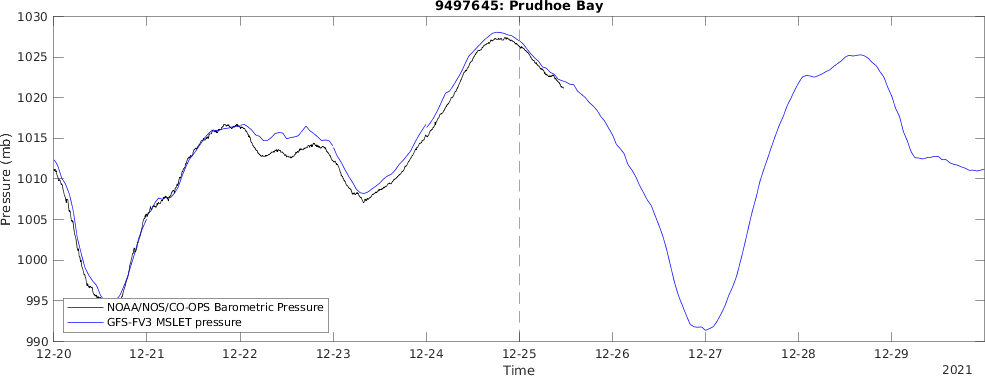 9497645: Prudhoe Bay
1030
1025
1020
1015
1010
1005
1000
995
990
Pressure (mb)
NOAA/NOS/CO-OPS Barometric Pressure
GFS-FV3 MSLET pressure
12-20 12-21 12-22 12-23 12-24 12-25 12-26 12-27 12-28 12-29
Time
2021